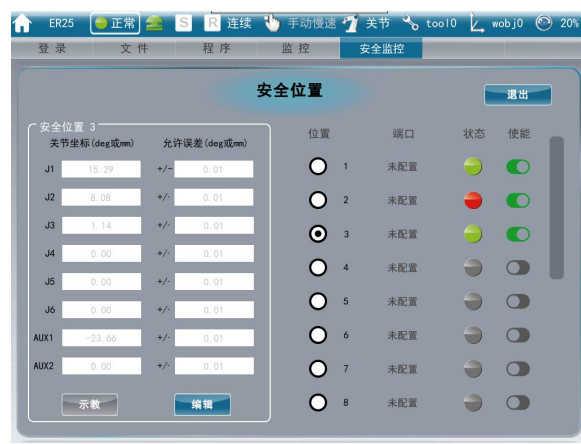 ER25 正常 S R 连续 手动慢速 关节 tool0 wobj0 20%
登录 文件 程序 监控 安全监控
安全位置
退出
安全位置 3
关节坐标(deg或mm) 允许误差(deg或mm)
位置 端口 状态 使能
J1 15.29 +/- 0.01
1 未配置
J2 8.08 +/- 0.01
2 未配置
J3 1.14 +/- 0.01
3 未配置
J4 0.00 +/- 0.01
4 未配置
J5 0.00 +/- 0.01
5 未配置
J6 0.00 +/- 0.01
6 未配置
AUX1 -23.66 +/- 0.01
AUX2 0.00 +/- 0.01
7 未配置
示教 编辑
8 未配置